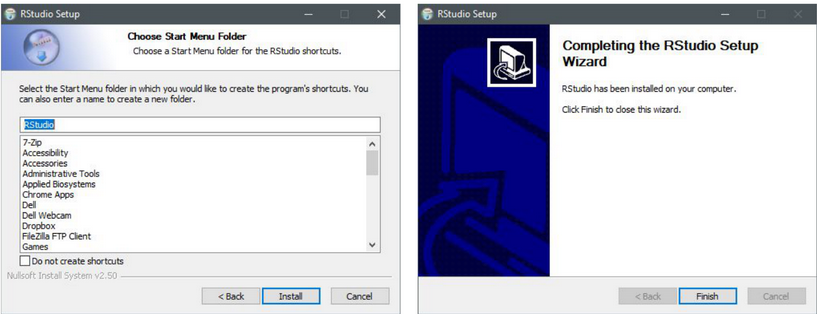 RStudio Setup
Choose Start Menu Folder
Choose a Start Menu folder for the RStudio shortcuts.
Select the Start Menu folder in which you would like to create the program's shortcuts. You
can also enter a name to create a new folder.
RStudio
7-Zip
Accessibility
Accessories
Administrative Tools
Applied Biosystems
Chrome Apps
Dell
Dell Webcam
Dropbox
FileZilla FTP Client
Games
Do not create shortcuts
Nullsoft Install System v2.50
< Back
Install
Cancel
RStudio Setup
Completing the RStudio Setup
Wizard
RStudio has been installed on your computer.
Click Finish to close this wizard.
< Back
Finish
Cancel